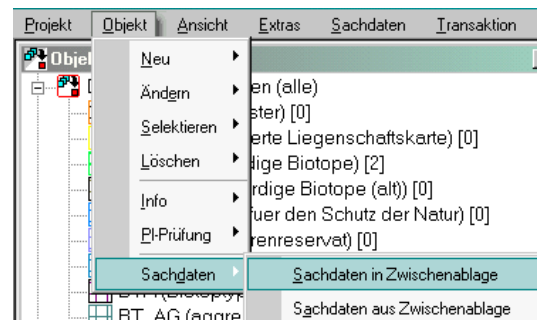 Projekt Objekt Ansicht Extras Sachdaten Transaktion
Neu
en (alle)
Ändern
ster) [0]
Selektieren
erte Liegenschaftskarte) [0]
Löschen
dige Biotope) [2]
rdige Biotope (alt)) [0]
Info
fuer den Schutz der Natur) [0]
PI-Prüfung
renreservat) [0]
Sachdaten
Sachdaten in Zwischenablage
BT_AG (aggre
Sachdaten aus Zwischenablage